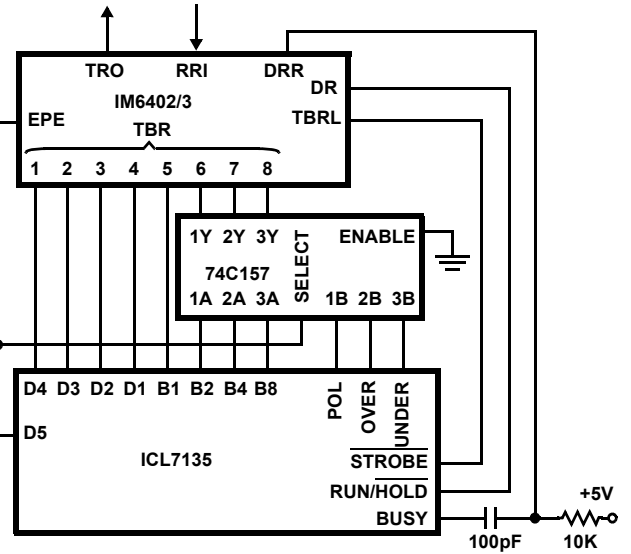 TRO RRI DRR
DR
IM6402/3
EPE TBRL
TBR
1 2 3 4 5 6 7 8
1Y 2Y 3Y SELECT ENABLE
74C157
1A 2A 3A 1B 2B 3B
D4 D3 D2 D1 B1 B2 B4 B8 POL OVER UNDER
D5
ICL7135 STROBE
RUN/HOLD
+5V
BUSY
100pF 10K